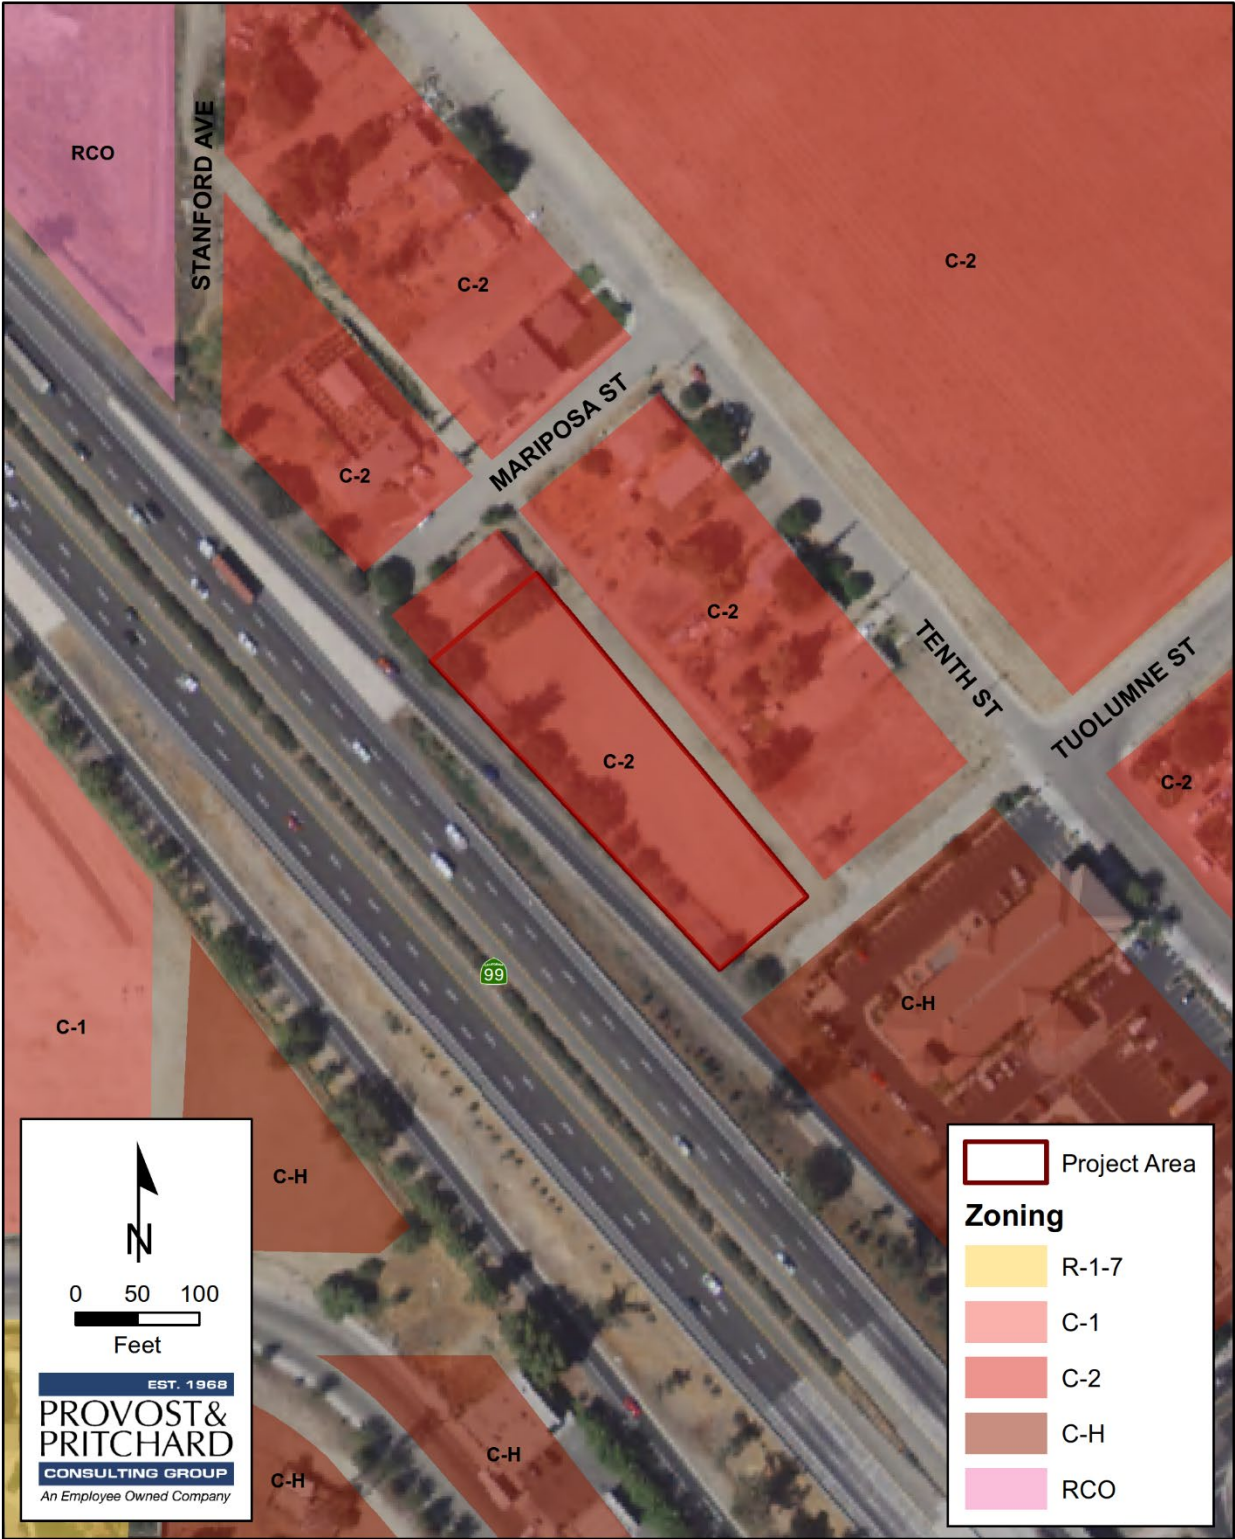 RCO
STANFORD AVE
C-2
C-2
MARIPOSA ST
C-2
C-2
TENTH ST
TUOLUMNE ST
C-2
C-2
99
C-H
C-1
C-H
C-H
C-H
N
0 50 100
Feet
EST. 1968
PROVOST&
PRITCHARD
CONSULTING GROUP
An Employee Owned Company
Project Area
Zoning
R-1-7
C-1
C-2
C-H
RCO